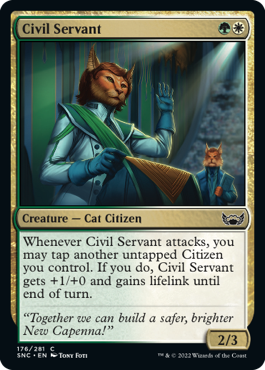 Civil Servant
Creature — Cat Citizen
Whenever Civil Servant attacks, you
may tap another untapped Citizen
you control. If you do, Civil Servant
gets +1/+0 and gains lifelink until
end of turn.
“Together we can build a safer, brighter
New Capenna!”
2/3
176/281 C
SNC • EN Tony Foti
™ & © 2022 Wizards of the Coast